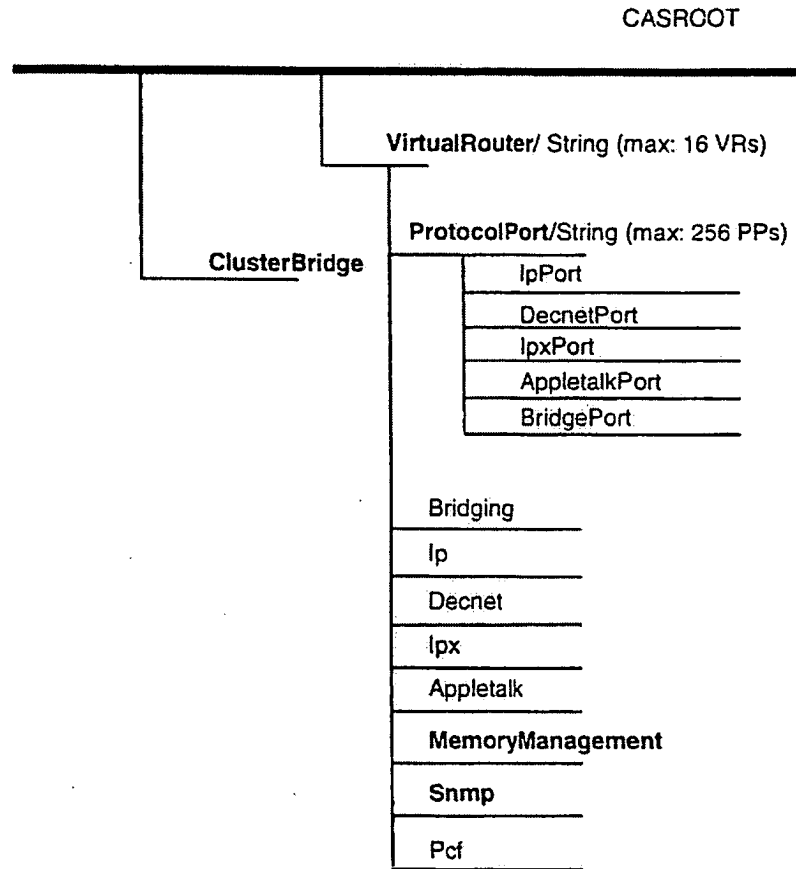 CASROOT
VirtualRouter/ String (max: 16 VRs)
ProtocolPort/String (max: 256 PPs)
ClusterBridge
IpPort
DecnetPort
IpxPort
AppletalkPort
BridgePort
Bridging
Ip
Decnet
Ipx
Appletalk
MemoryManagement
Snmp
Pcf